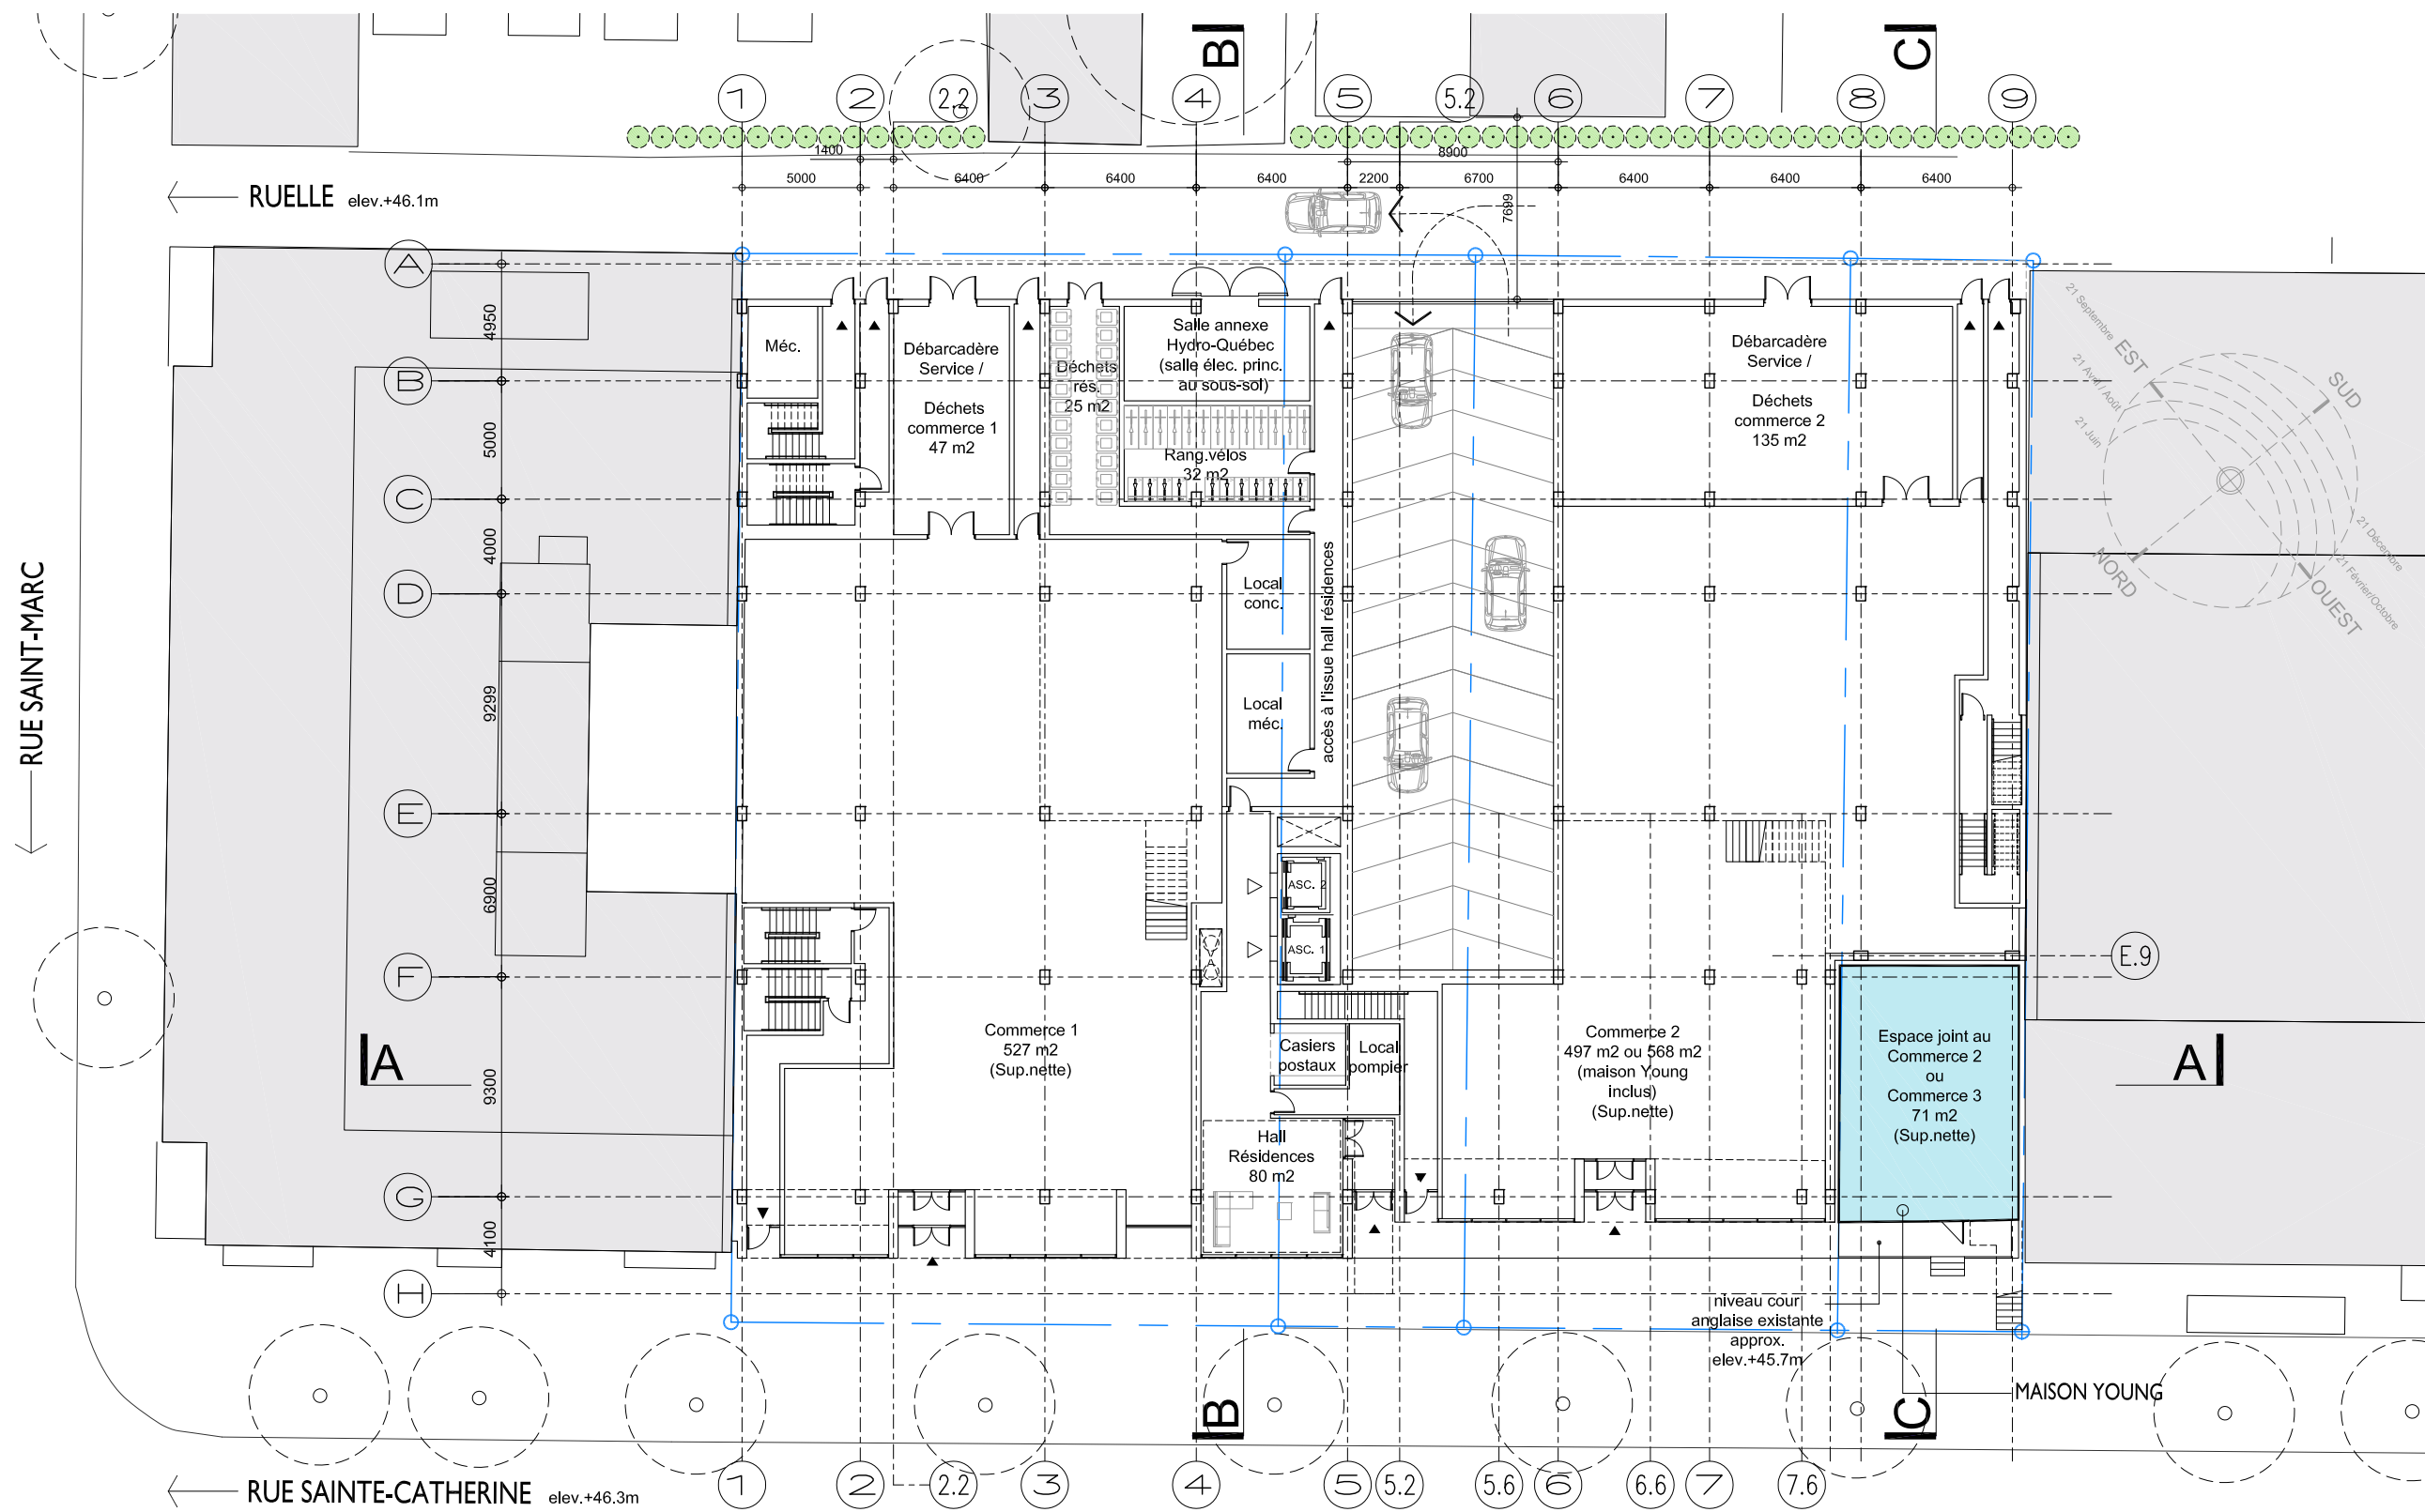 B
C
1
2
2.2
3
4
5
5.2
6
7
8
9
1400
8900
5000
6400
6400
6400
2200
6700
6400
6400
6400
7699
RUELLE elev.+46.1m
A
B
C
D
E
F
G
H
4950
5000
4000
9299
6900
9300
4100
RUE SAINT-MARC
Méc.
Débarcadère
Service /
Déchets
commerce 1
47 m2
Déchets
rés.
25 m2
Salle annexe
Hydro-Québec
(salle élec. princ.
au sous-sol)
Rang.vélos
32 m2
Débarcadère
Service /
Déchets
commerce 2
135 m2
21 Septembre
EST
21 Avril / Août
21 Juin
SUD
NORD
OUEST
21 Décembre
21 Février/Octobre
Local
conc.
Local
méc.
accès à l'issue hall résidences
ASC. 2
ASC. 1
E.9
A
A
Commerce 1
527 m2
(Sup.nette)
Casiers
postaux
Local
pompier
Hall
Résidences
80 m2
Commerce 2
497 m2 ou 568 m2
(maison Young
inclus)
(Sup.nette)
Espace joint au
Commerce 2
ou
Commerce 3
71 m2
(Sup.nette)
niveau cour
anglaise existante
approx.
elev.+45.7m
MAISON YOUNG
B
C
1
2
2.2
3
4
5
5.2
5.6
6
6.6
7
7.6
RUE SAINTE-CATHERINE elev.+46.3m